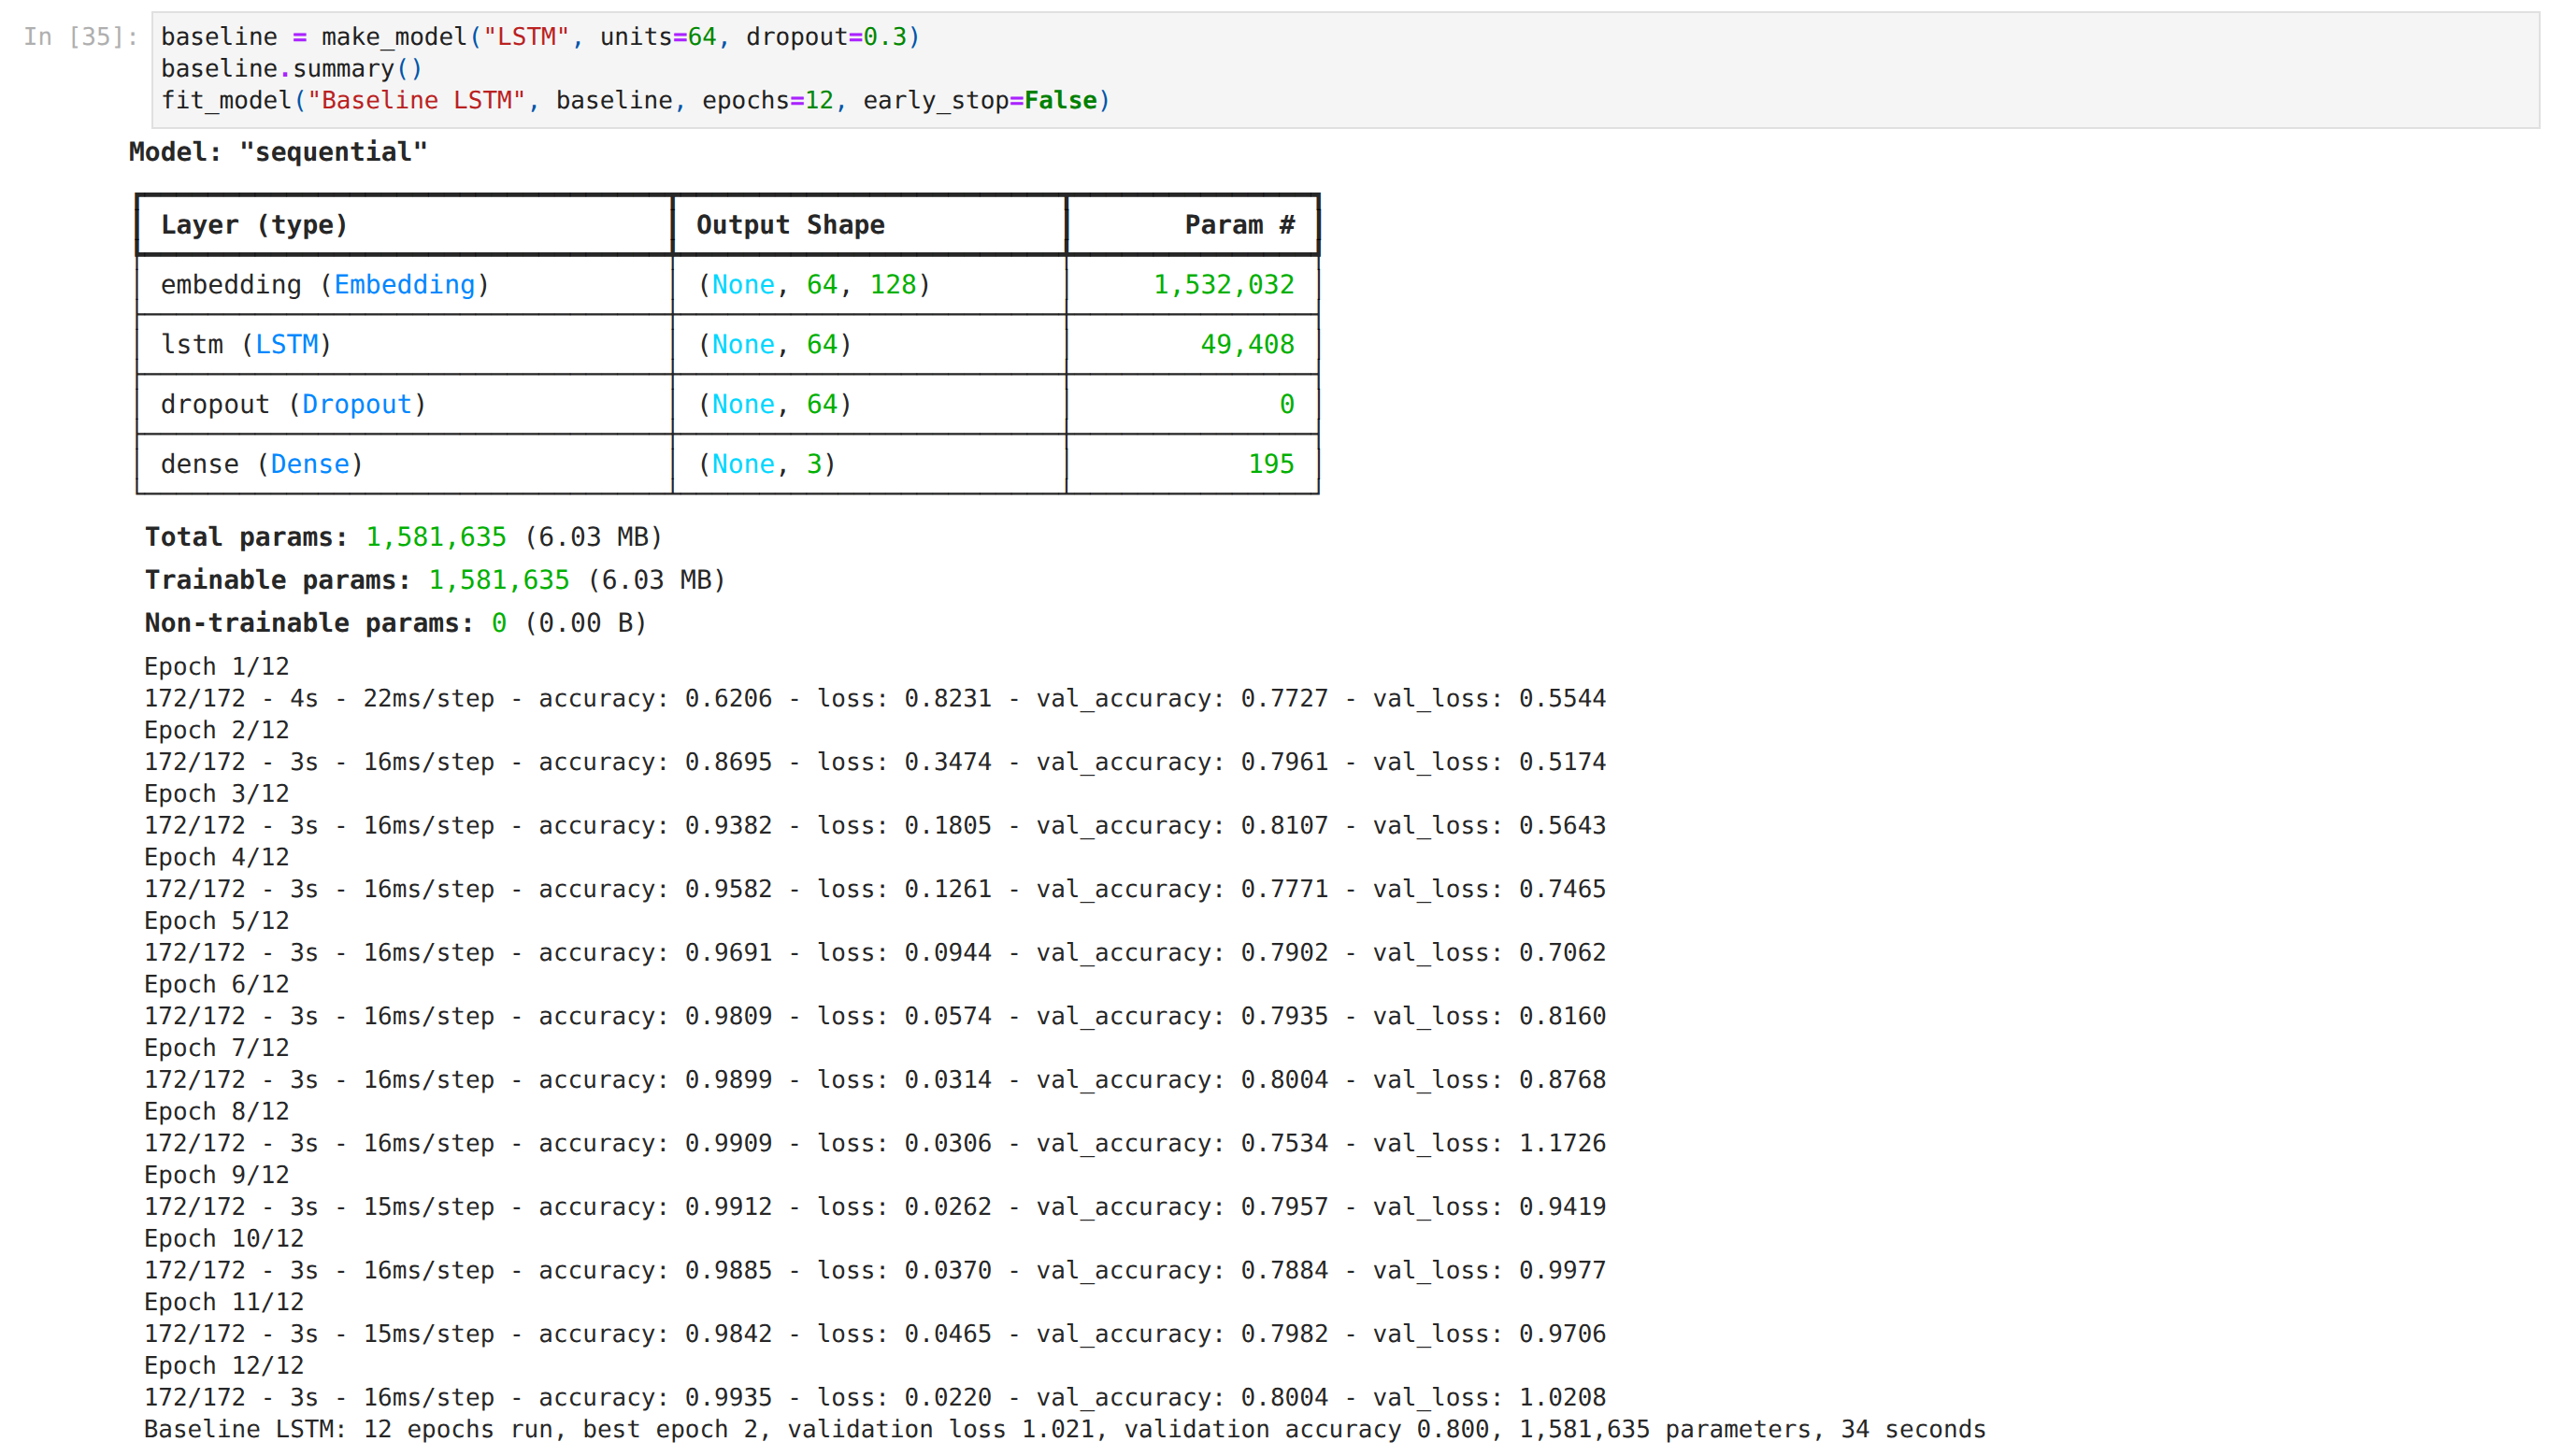 In [35]: baseline = make_model("LSTM", units=64, dropout=0.3)
baseline.summary()
fit_model("Baseline LSTM", baseline, epochs=12, early_stop=False)
Model: "sequential"
Layer (type) Output Shape Param #
embedding (Embedding) (None, 64, 128) 1,532,032
lstm (LSTM) (None, 64) 49,408
dropout (Dropout) (None, 64) 0
dense (Dense) (None, 3) 195
Total params: 1,581,635 (6.03 MB)
Trainable params: 1,581,635 (6.03 MB)
Non-trainable params: 0 (0.00 B)
Epoch 1/12
172/172 - 4s - 22ms/step - accuracy: 0.6206 - loss: 0.8231 - val_accuracy: 0.7727 - val_loss: 0.5544
Epoch 2/12
172/172 - 3s - 16ms/step - accuracy: 0.8695 - loss: 0.3474 - val_accuracy: 0.7961 - val_loss: 0.5174
Epoch 3/12
172/172 - 3s - 16ms/step - accuracy: 0.9382 - loss: 0.1805 - val_accuracy: 0.8107 - val_loss: 0.5643
Epoch 4/12
172/172 - 3s - 16ms/step - accuracy: 0.9582 - loss: 0.1261 - val_accuracy: 0.7771 - val_loss: 0.7465
Epoch 5/12
172/172 - 3s - 16ms/step - accuracy: 0.9691 - loss: 0.0944 - val_accuracy: 0.7902 - val_loss: 0.7062
Epoch 6/12
172/172 - 3s - 16ms/step - accuracy: 0.9809 - loss: 0.0574 - val_accuracy: 0.7935 - val_loss: 0.8160
Epoch 7/12
172/172 - 3s - 16ms/step - accuracy: 0.9899 - loss: 0.0314 - val_accuracy: 0.8004 - val_loss: 0.8768
Epoch 8/12
172/172 - 3s - 16ms/step - accuracy: 0.9909 - loss: 0.0306 - val_accuracy: 0.7534 - val_loss: 1.1726
Epoch 9/12
172/172 - 3s - 15ms/step - accuracy: 0.9912 - loss: 0.0262 - val_accuracy: 0.7957 - val_loss: 0.9419
Epoch 10/12
172/172 - 3s - 16ms/step - accuracy: 0.9885 - loss: 0.0370 - val_accuracy: 0.7884 - val_loss: 0.9977
Epoch 11/12
172/172 - 3s - 15ms/step - accuracy: 0.9842 - loss: 0.0465 - val_accuracy: 0.7982 - val_loss: 0.9706
Epoch 12/12
172/172 - 3s - 16ms/step - accuracy: 0.9935 - loss: 0.0220 - val_accuracy: 0.8004 - val_loss: 1.0208
Baseline LSTM: 12 epochs run, best epoch 2, validation loss 1.021, validation accuracy 0.800, 1,581,635 parameters, 34 seconds